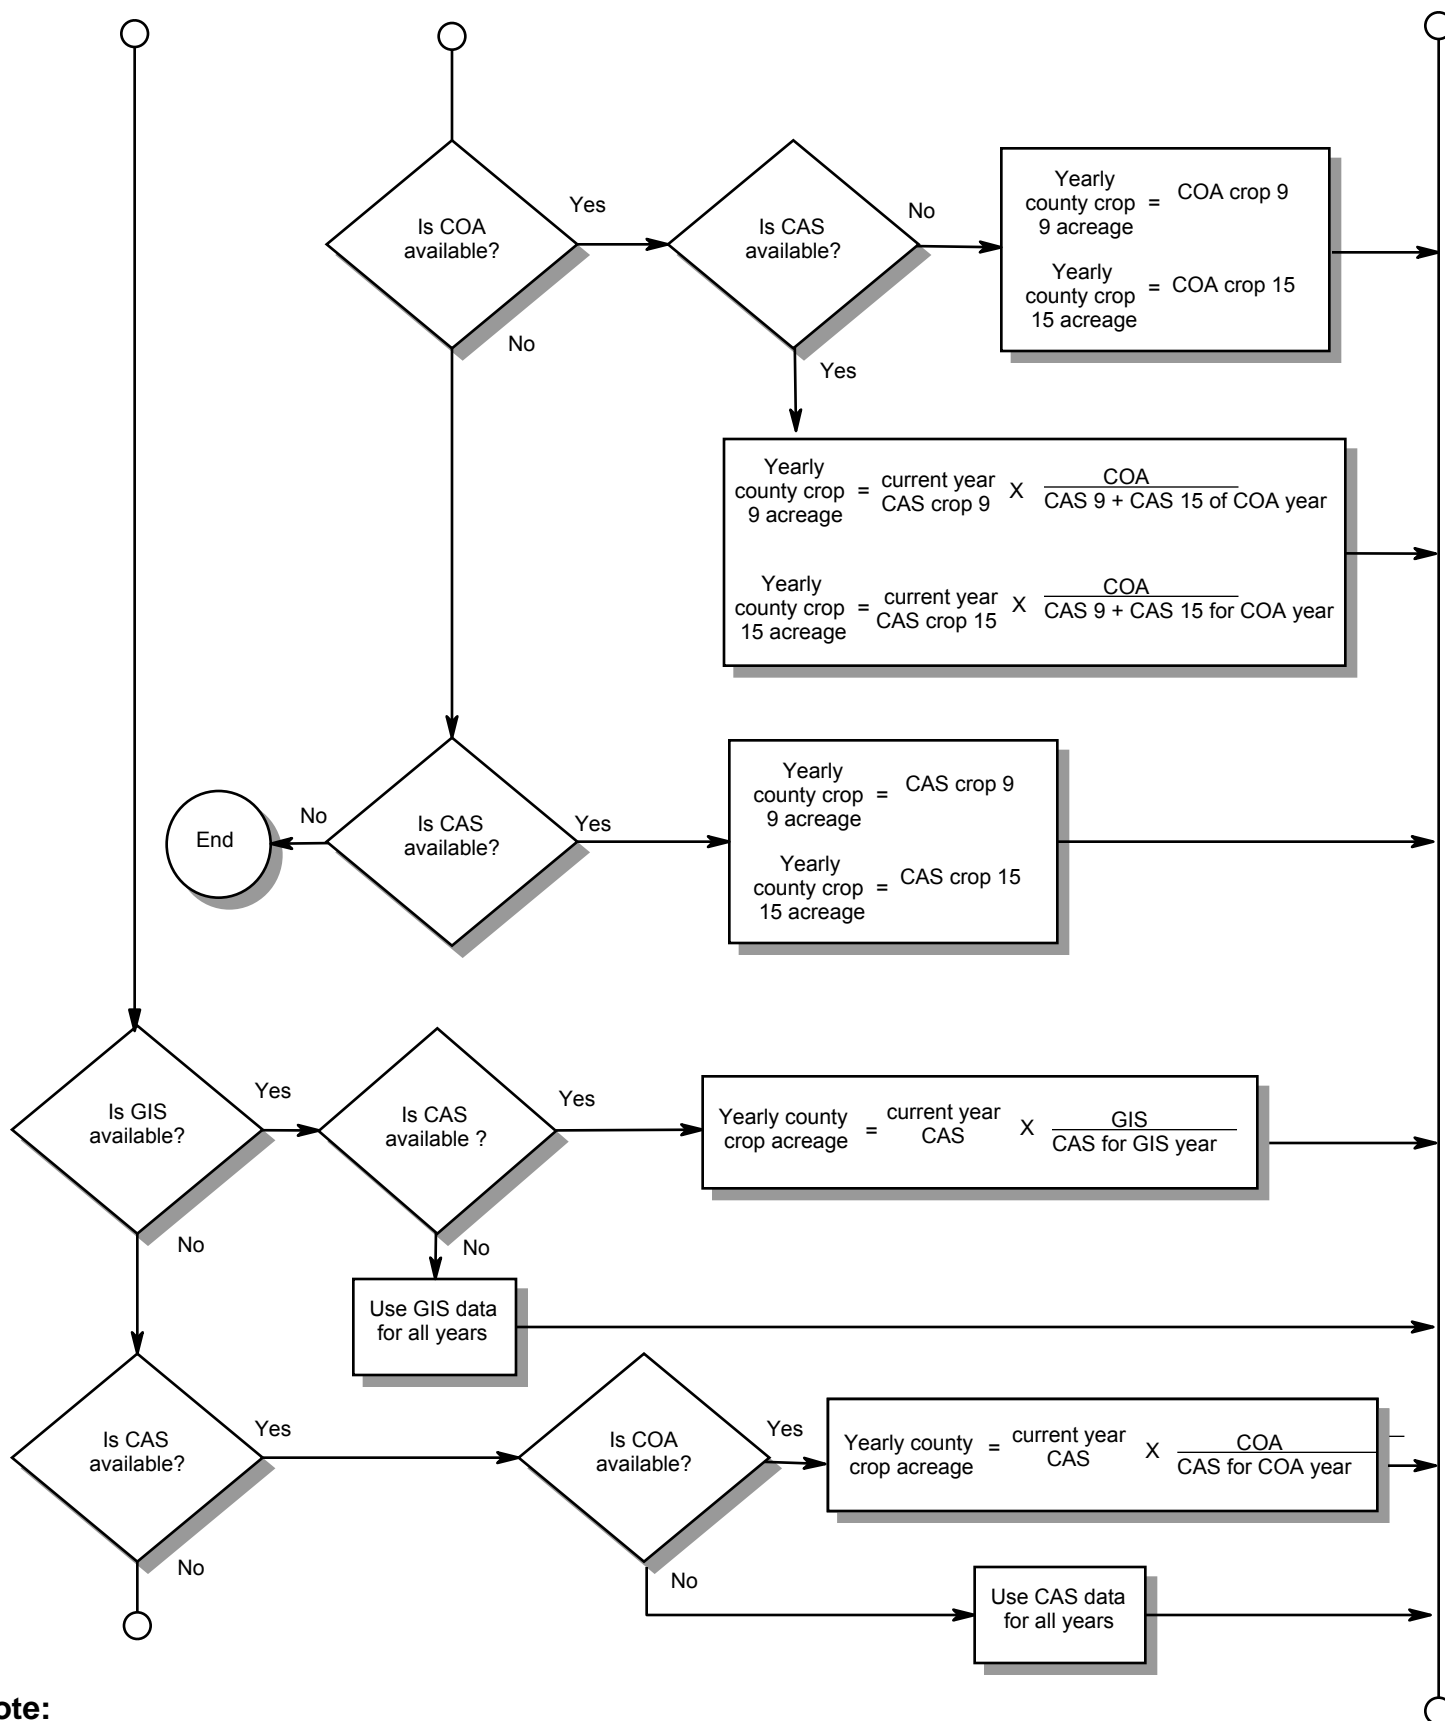 Is COA
available?
Yes
No
Is CAS
available?
No
Yes
Yearly
county crop = COA crop 9
9 acreage
Yearly
county crop = COA crop 15
15 acreage
Yearly
county crop = current year CAS crop 9 X COA
9 acreage CAS 9 + CAS 15 of COA year
Yearly
county crop = current year CAS crop 15 X COA
15 acreage CAS 9 + CAS 15 for COA year
End
No
Is CAS
available?
Yes
Yearly
county crop = CAS crop 9
9 acreage
Yearly
county crop = CAS crop 15
15 acreage
Is GIS
available?
Yes
No
Is CAS
available ?
Yes
No
Yearly county = current year X GIS
crop acreage CAS CAS for GIS year
Use GIS data
for all years
Is CAS
available?
Yes
No
Is COA
available?
Yes
No
Yearly county = current year X COA
crop acreage CAS CAS for COA year
Use CAS data
for all years
ote: